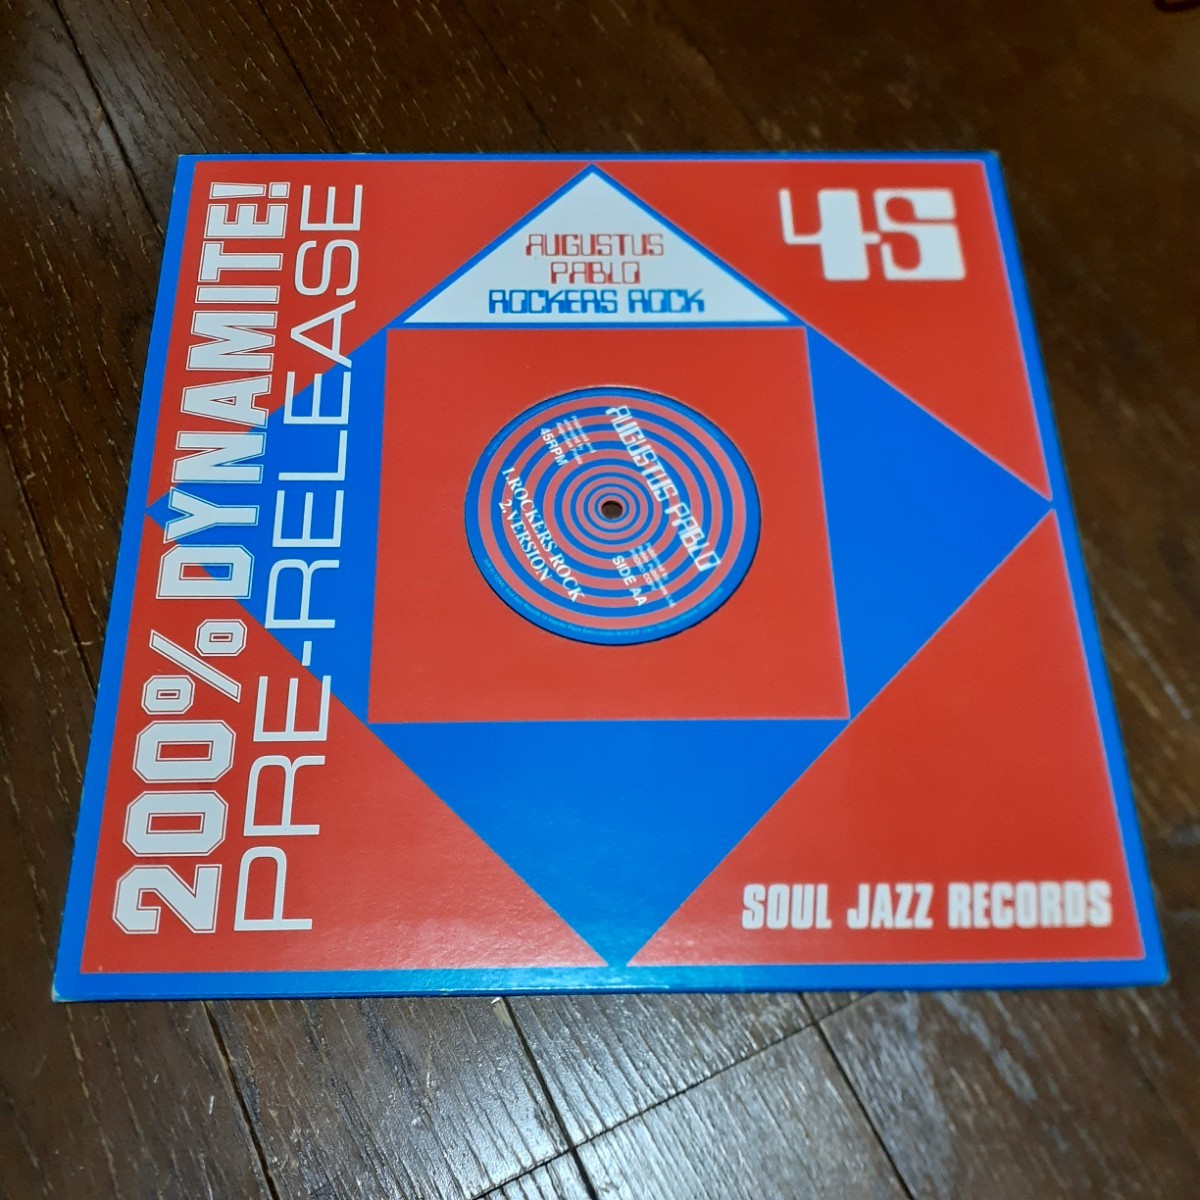 200% DYNAMITE!
PRE-RELEASE
AUGUSTUS
PABLO
ROCKERS ROCK
45
AUGUSTUS PABLO
45RPM
SIDE AA
1.ROCKERS ROCK
2.VERSION
SOUL JAZZ RECORDS